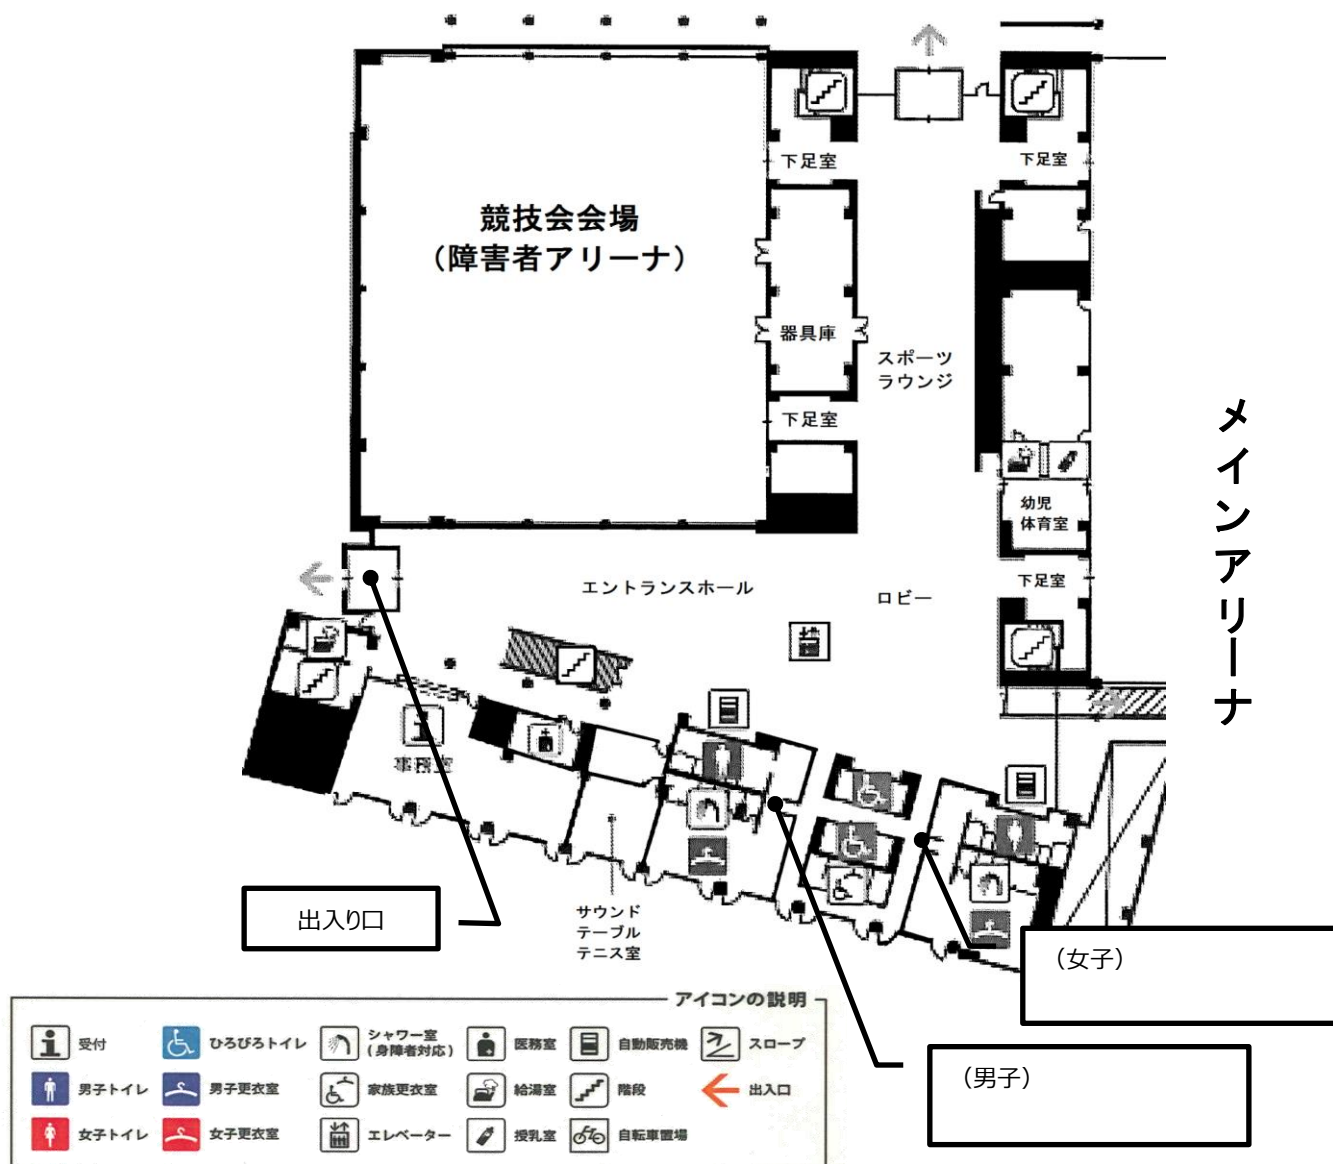 下足室
下足室
競技会会場
（障害者アリーナ）
器具庫
スポーツ
ラウンジ
下足室
メインアリーナ
幼児
体育室
エントランスホール
ロビー
下足室
事務室
出入り口
サウンド
テーブル
テニス室
（女子）
（男子）
アイコンの説明
受付
ひろびろトイレ
シャワー室
(身障者対応)
医務室
自動販売機
スロープ
男子トイレ
男子更衣室
家族更衣室
給湯室
階段
出入口
女子トイレ
女子更衣室
エレベーター
授乳室
自転車置場